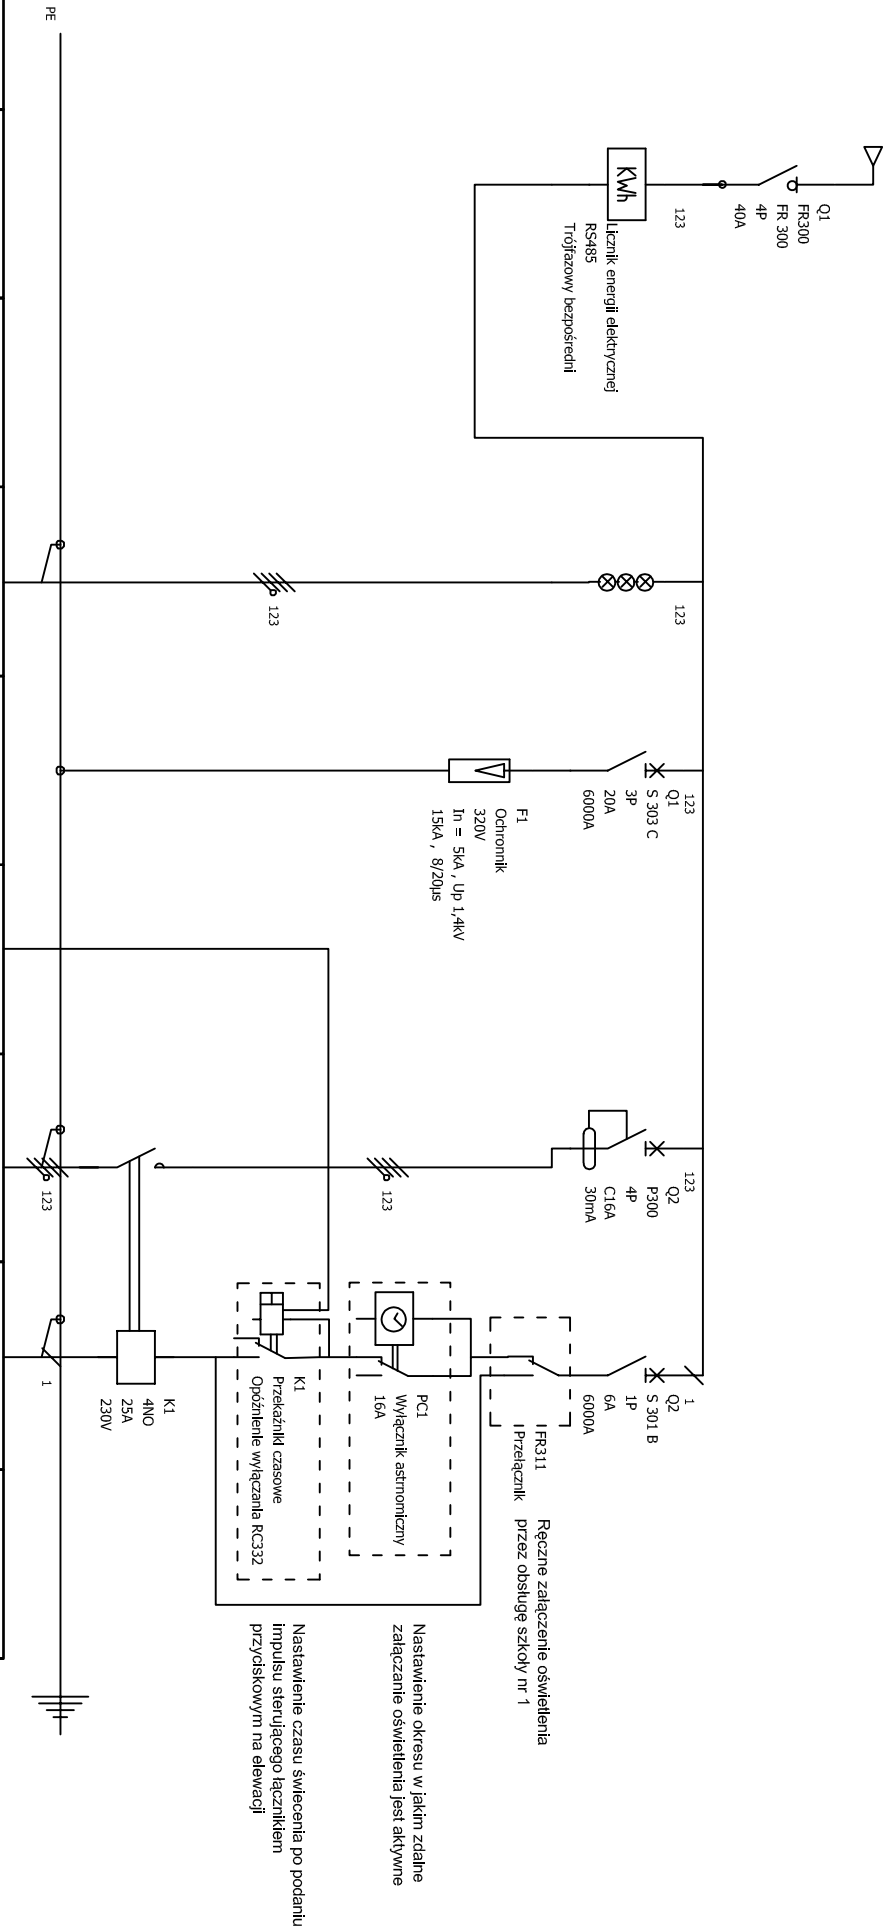 PE
Q1
FR300
FR 300
4P
40A
123
KWh
Licznik energii elektrycznej
RS485
Trójfazowy bezpośredni
123
123
123
Q1
S 303 C
3P
20A
6000A
F1
Ochronnik
320V
In = 5kA , Up 1,4kV
15kA , 8/20µs
123
Q2
P300
4P
C16A
30mA
123
123
1
Q2
S 301 B
1P
6A
6000A
FR311
Przełącznik
Ręczne załączenie oświetlenia
przez obsługę szkoły nr 1
PC1
Wyłącznik astrnomiczny
16A
Nastawienie okresu w jakim zdalne
załączanie oświetlenia jest aktywne
K1
Przekaźniki czasowe
Opóźnienie wyłączania RC332
Nastawienie czasu świecenia po podaniu
impulsu sterującego łącznikiem
przyciskowym na elewacji
K1
4NO
25A
230V
1